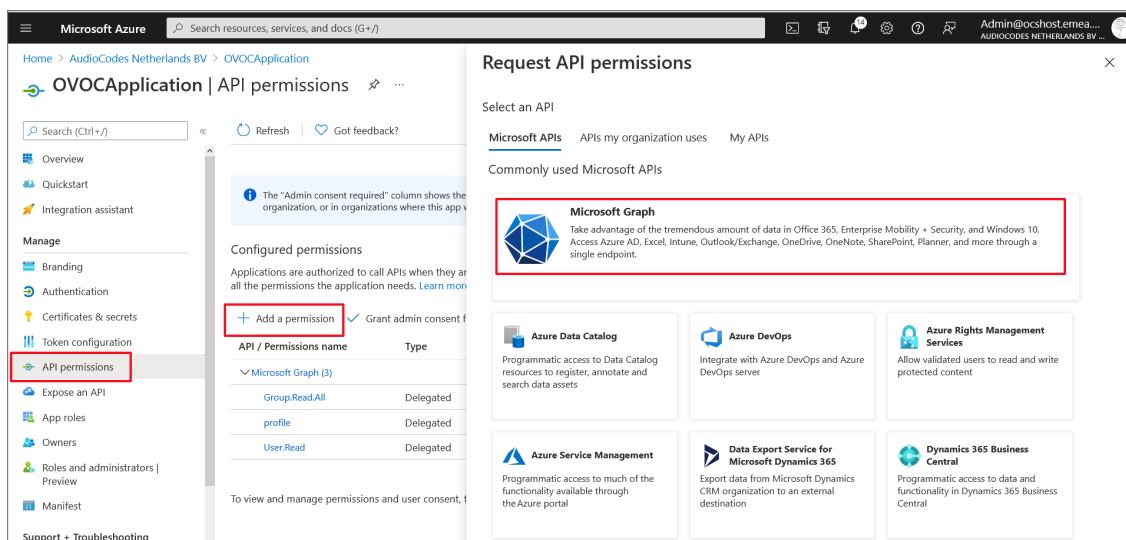 Microsoft Azure
Search resources, services, and docs (G+/)
14
Admin@ocshost.emea....
AUDIOCODES NETHERLANDS BV ...
Home > AudioCodes Netherlands BV > OVOCApplication
OVOCApplication | API permissions
...
Search (Ctrl+/)
«
Overview
Quickstart
Integration assistant
Manage
Branding
Authentication
Certificates & secrets
Token configuration
API permissions
Expose an API
App roles
Owners
Roles and administrators |
Preview
Manifest
Support + Troubleshooting
Refresh
Got feedback?
The "Admin consent required" column shows the
organization, or in organizations where this app
Configured permissions
Applications are authorized to call APIs when they
all the permissions the application needs. Learn more
Add a permission
Grant admin consent
API / Permissions name
Type
Microsoft Graph (3)
Group.Read.All
Delegated
profile
Delegated
User.Read
Delegated
To view and manage permissions and user consent,
Request API permissions
Select an API
Microsoft APIs
APIs my organization uses
My APIs
Commonly used Microsoft APIs
Microsoft Graph
Take advantage of the tremendous amount of data in Office 365, Enterprise Mobility + Security, and Windows 10.
Access Azure AD, Excel, Intune, Outlook/Exchange, OneDrive, OneNote, SharePoint, Planner, and more through a
single endpoint.
Azure Data Catalog
Programmatic access to Data Catalog
resources to register, annotate and
search data assets
Azure DevOps
Integrate with Azure DevOps and Azure
DevOps server
Azure Rights Management
Services
Allow validated users to read and write
protected content
Azure Service Management
Programmatic access to much of the
functionality available through
the Azure portal
Data Export Service for
Microsoft Dynamics 365
Export data from Microsoft Dynamics
CRM organization to an external
destination
Dynamics 365 Business
Central
Programmatic access to data and
functionality in Dynamics 365 Business
Central